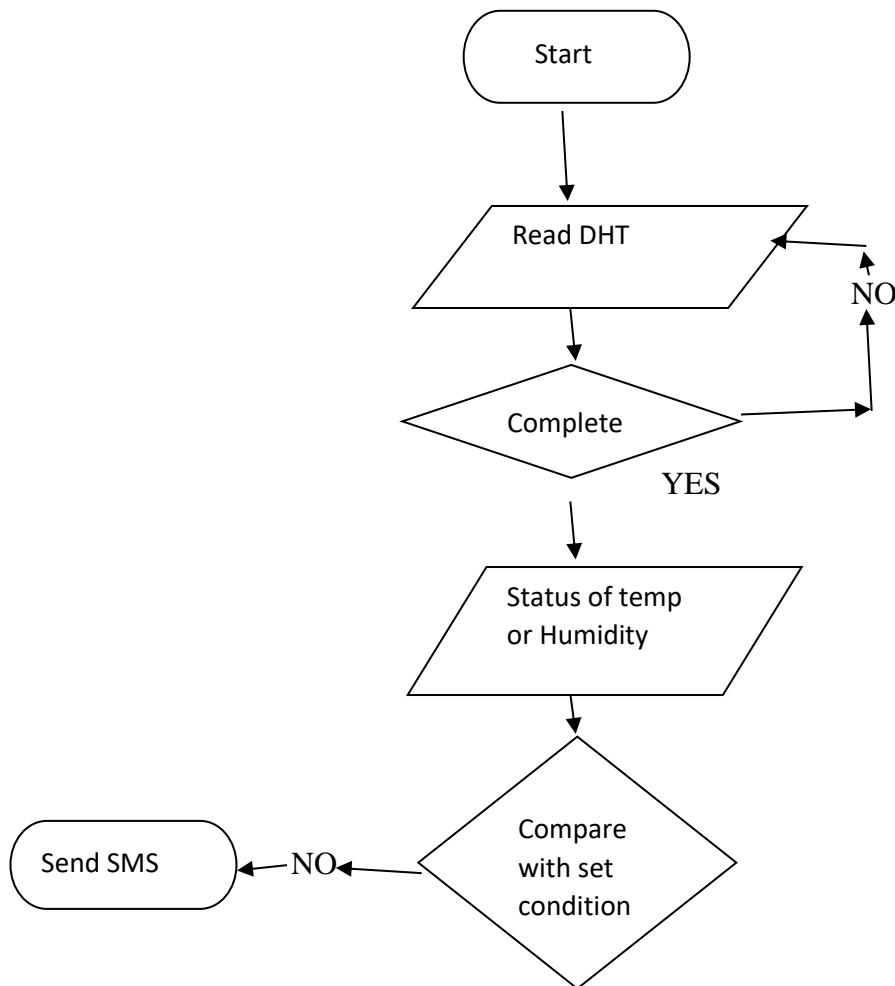 Start
Read DHT
NO
Complete
YES
Status of temp
or Humidity
Compare
with set
condition
Send SMS
NO